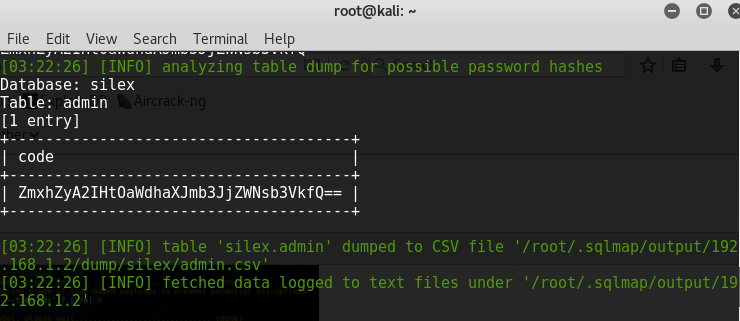 root@kali: ~
File Edit View Search Terminal Help
[03:22:26] [INFO] analyzing table dump for possible password hashes
Database: silex
Table: admin
Aircrack-ng
[1 entry]
+-------------------------------------+
| code |
+-------------------------------------+
| ZmxhZyA2IHtOaWdhaXJmb3JjZWNsb3VkfQ== |
+-------------------------------------+
[03:22:26] [INFO] table 'silex.admin' dumped to CSV file '/root/.sqlmap/output/192
.168.1.2/dump/silex/admin.csv'
[03:22:26] [INFO] fetched data logged to text files under '/root/.sqlmap/output/19
2.168.1.2'